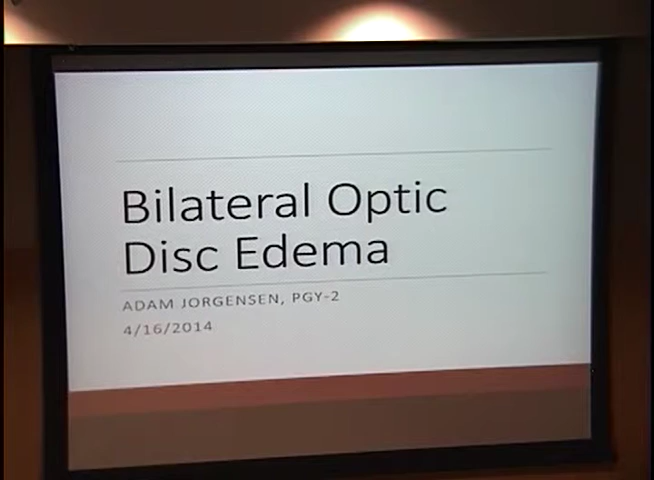 Bilateral Optic
Disc Edema
ADAM JORGENSEN, PGY-2
4/16/2014